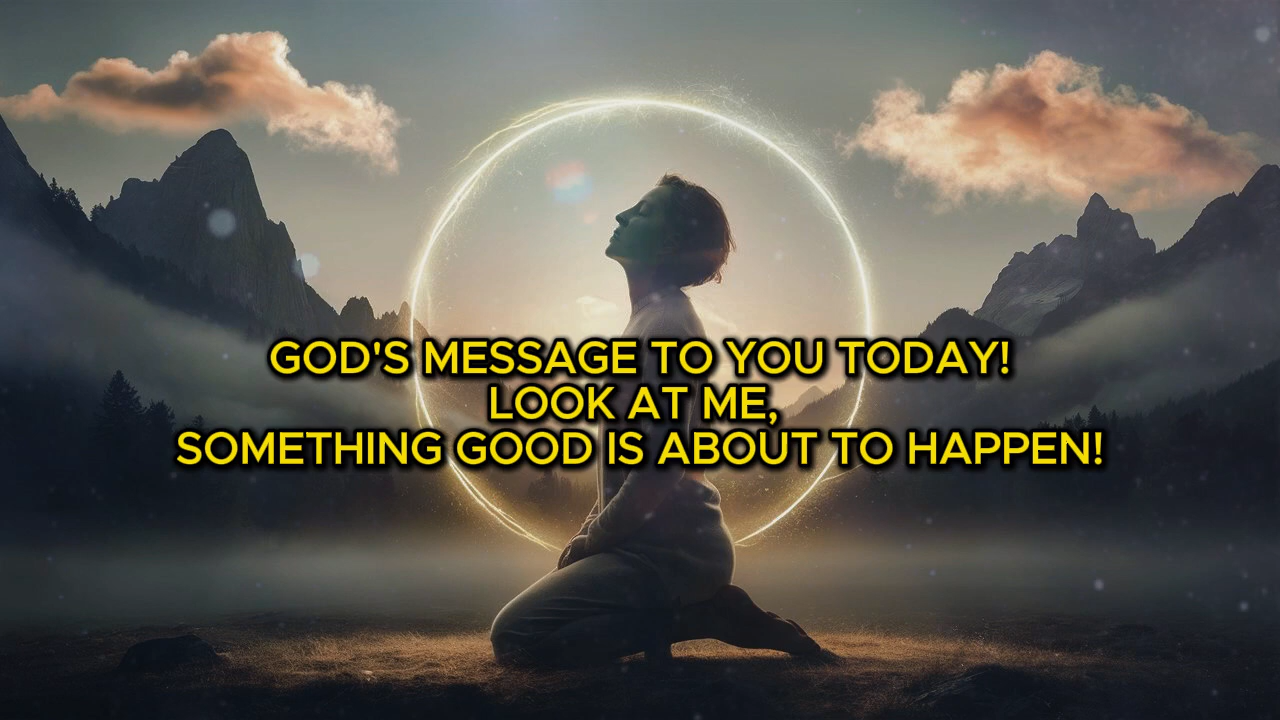 GOD'S MESSAGE TO YOU TODAY!
LOOK AT ME,
SOMETHING GOOD IS ABOUT TO HAPPEN!